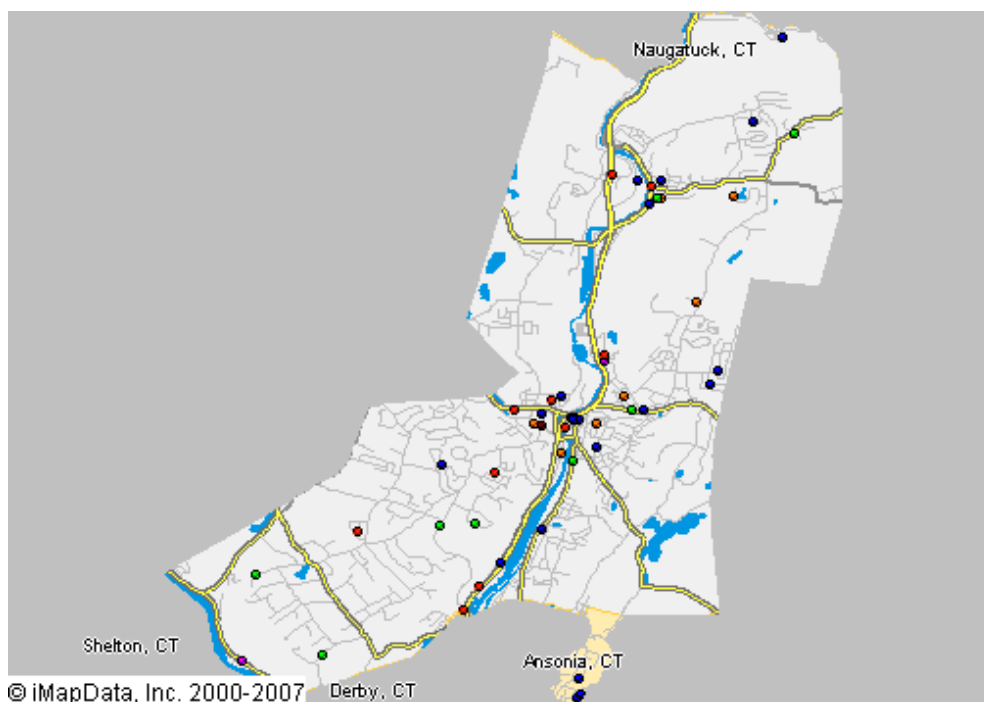 Naugatuck, CT
Shelton, CT
Ansonia, CT
Derby, CT
© iMapData, Inc. 2000-2007